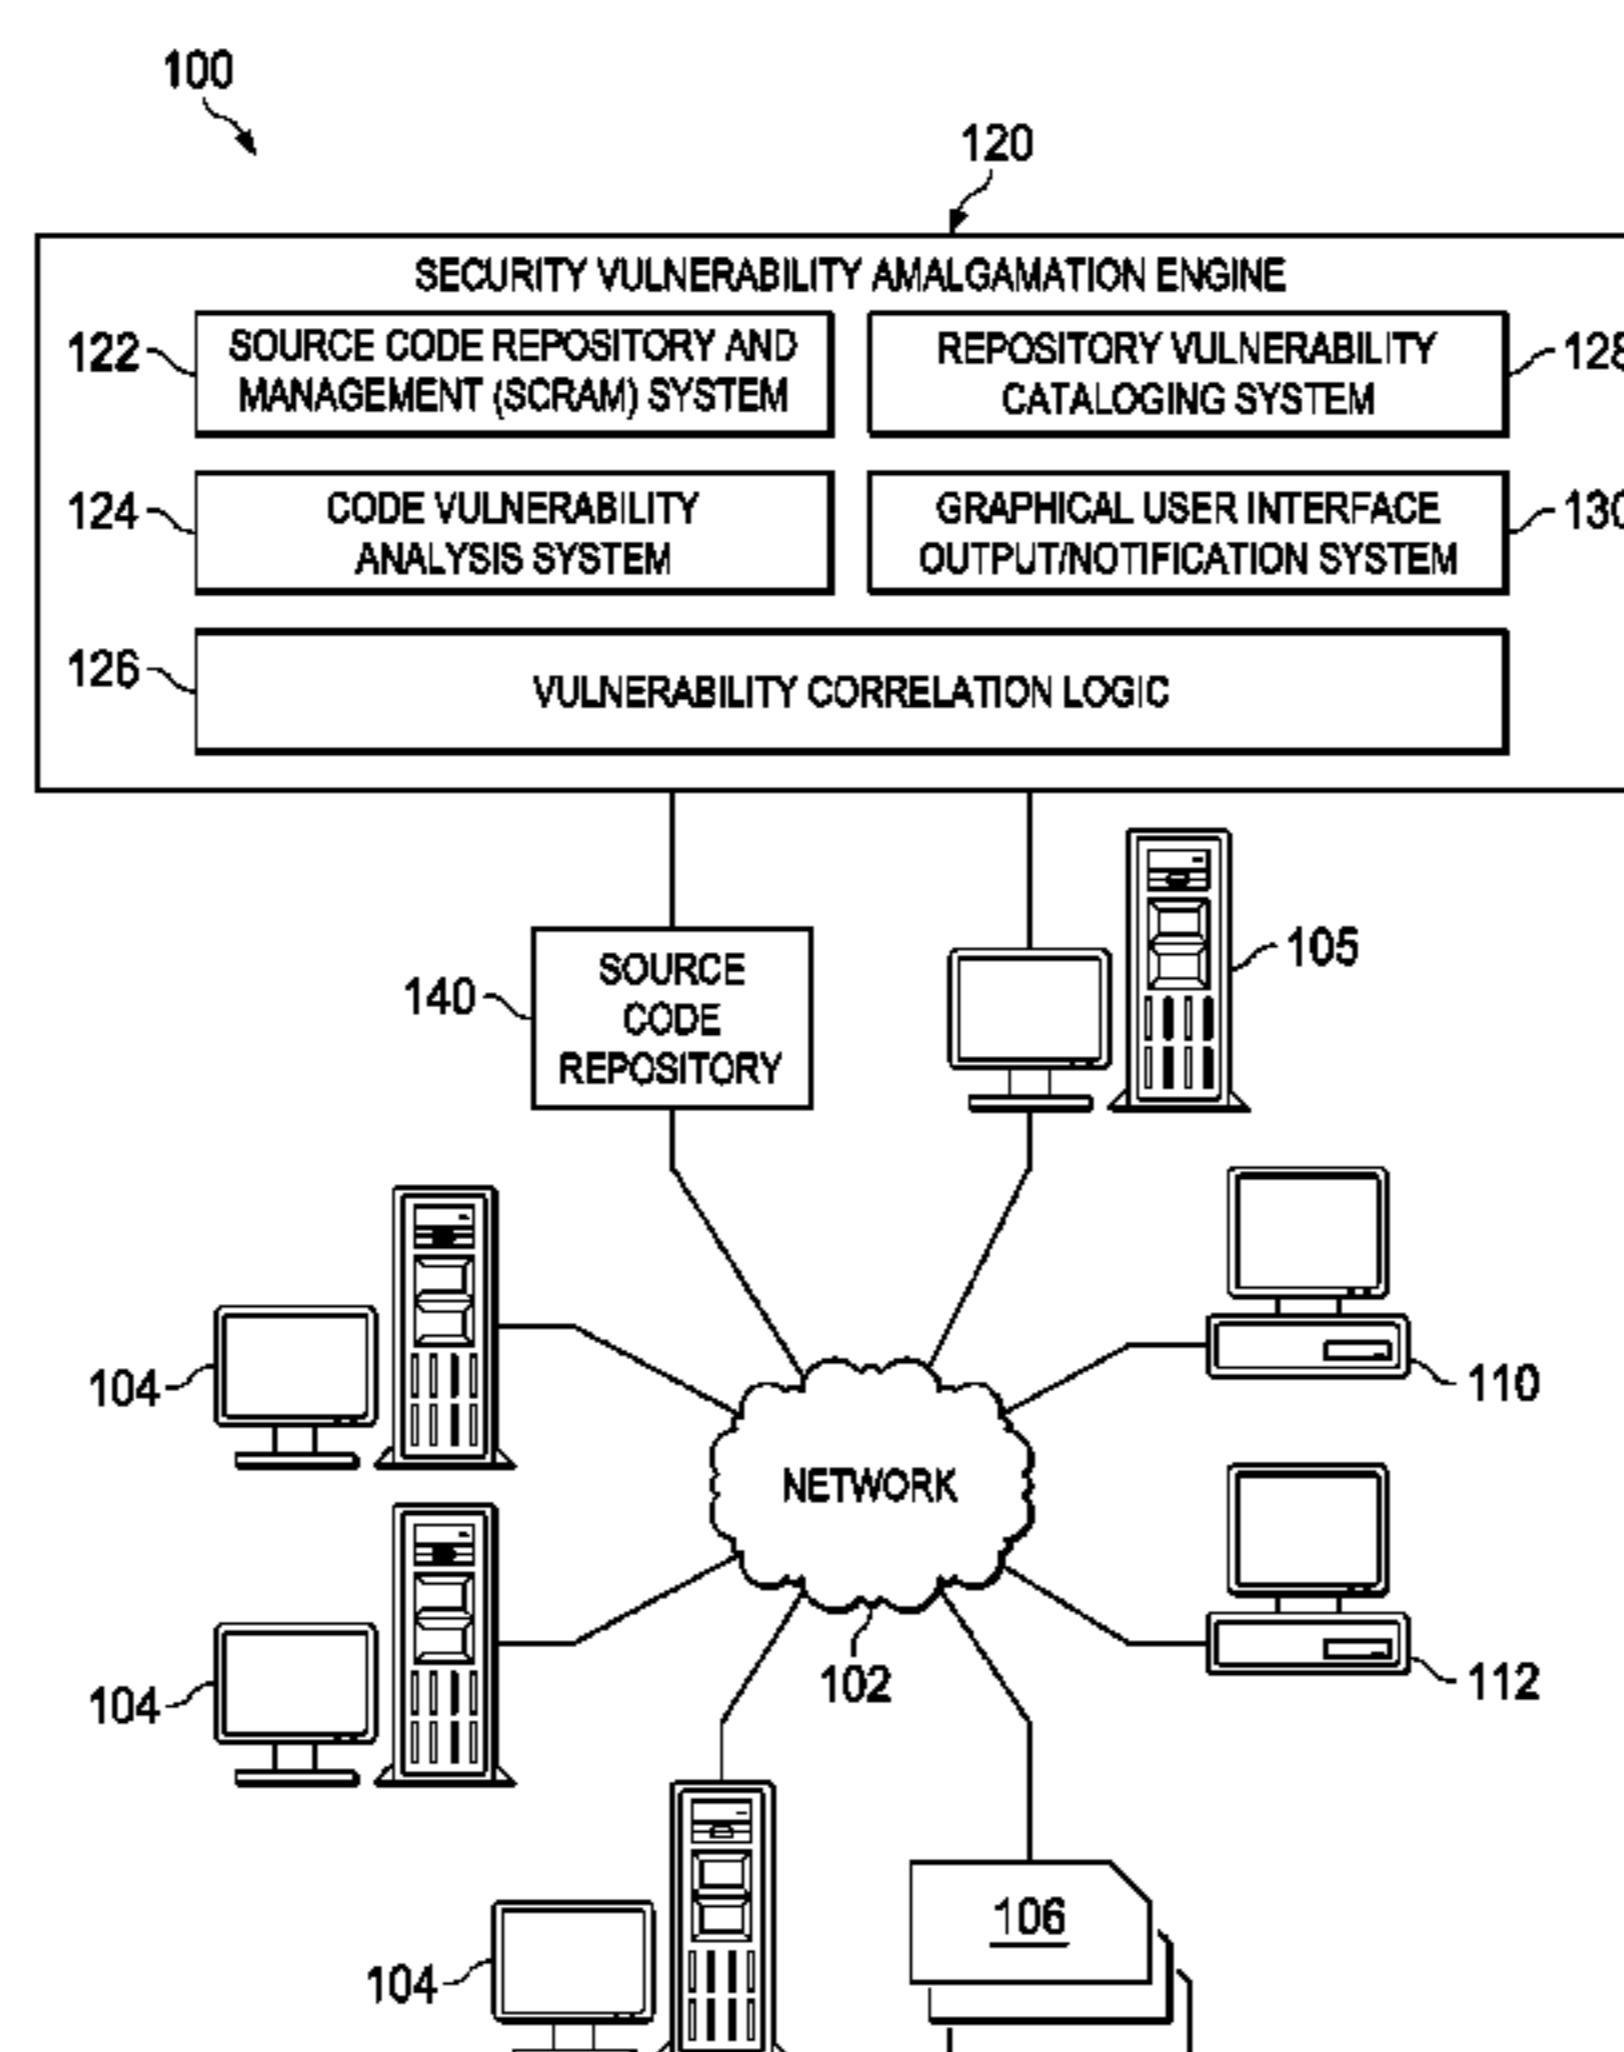 100
120
SECURITY VULNERABILITY AMALGAMATION ENGINE
122
SOURCE CODE REPOSITORY AND
MANAGEMENT (SCRAM) SYSTEM
REPOSITORY VULNERABILITY
CATALOGING SYSTEM
128
124
CODE VULNERABILITY
ANALYSIS SYSTEM
GRAPHICAL USER INTERFACE
OUTPUT/NOTIFICATION SYSTEM
130
126
VULNERABILITY CORRELATION LOGIC
140
SOURCE
CODE
REPOSITORY
105
104
110
NETWORK
104
102
112
104
106